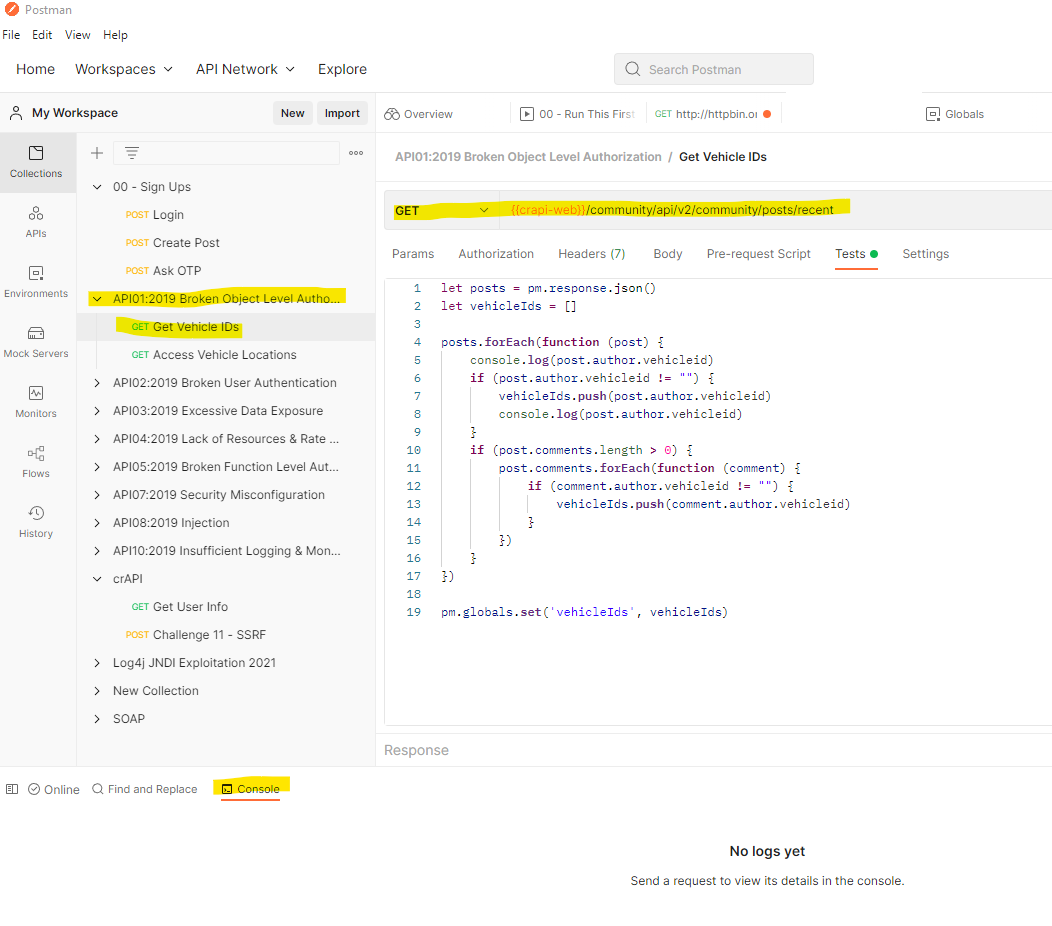 Postman
File Edit View Help
Home Workspaces API Network Explore Search Postman
My Workspace New Import
Overview 00 - Run This First GET http://httpbin.or Globals
Collections
APIs
Environments
Mock Servers
Monitors
Flows
History
00 - Sign Ups
POST Login
POST Create Post
POST Ask OTP
API01:2019 Broken Object Level Autho...
GET Get Vehicle IDs
GET Access Vehicle Locations
API02:2019 Broken User Authentication
API03:2019 Excessive Data Exposure
API04:2019 Lack of Resources & Rate ...
API05:2019 Broken Function Level Aut...
API07:2019 Security Misconfiguration
API08:2019 Injection
API10:2019 Insufficient Logging & Mon...
crAPI
GET Get User Info
POST Challenge 11 - SSRF
Log4j JNDI Exploitation 2021
New Collection
SOAP
API01:2019 Broken Object Level Authorization / Get Vehicle IDs
GET {{crapi-web}}/community/api/v2/community/posts/recent
Params Authorization Headers (7) Body Pre-request Script Tests Settings
1 let posts = pm.response.json()
2 let vehicleIds = []
3
4 posts.forEach(function (post) {
5 console.log(post.author.vehicleid)
6 if (post.author.vehicleid != "") {
7 vehicleIds.push(post.author.vehicleid)
8 console.log(post.author.vehicleid)
9 }
10 if (post.comments.length > 0) {
11 post.comments.forEach(function (comment) {
12 if (comment.author.vehicleid != "") {
13 vehicleIds.push(comment.author.vehicleid)
14 }
15 })
16 }
17 })
18
19 pm.globals.set('vehicleIds', vehicleIds)
Response
Online Find and Replace Console
No logs yet
Send a request to view its details in the console.